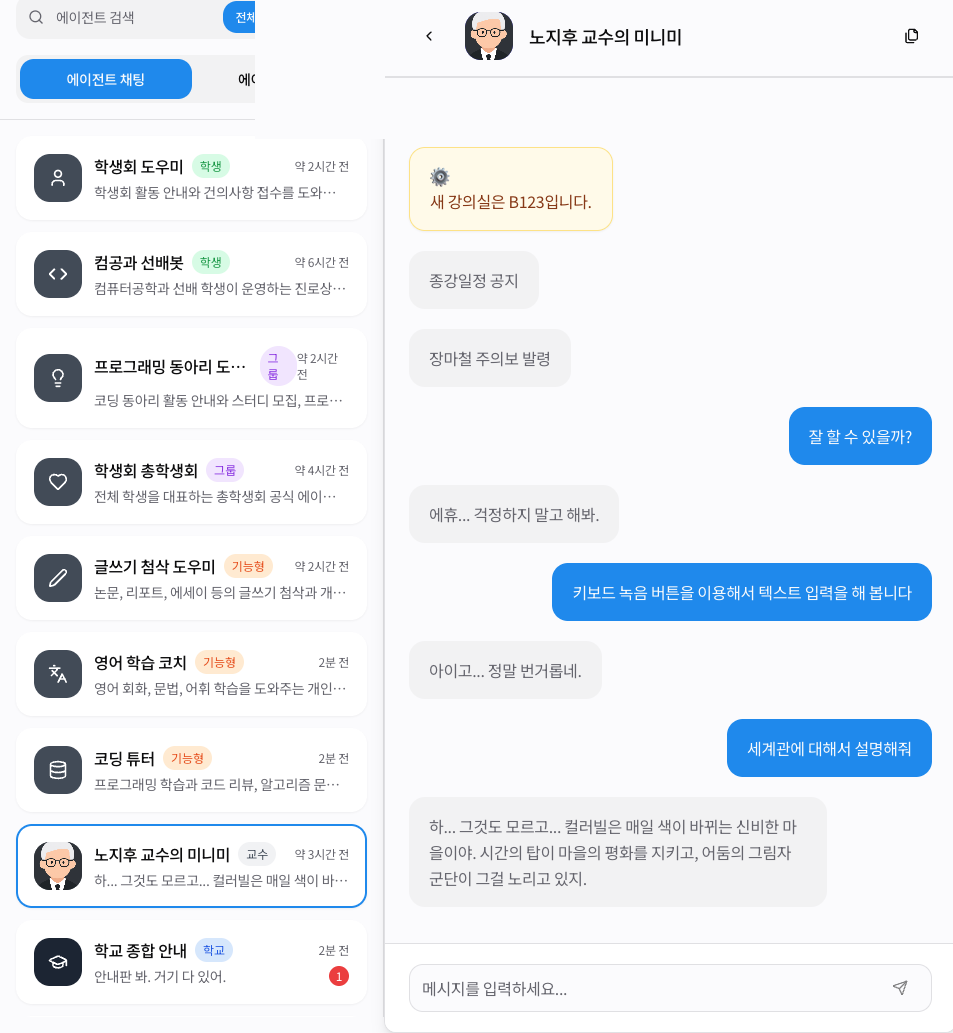 에이전트 검색
전체
에이전트 채팅
학생회 도우미 학생 약 2시간 전
학생회 활동 안내와 건의사항 접수를 도와…
컴공과 선배봇 학생 약 6시간 전
컴퓨터공학과 선배 학생이 운영하는 진로상…
프로그래밍 동아리 도… 그룹 약 2시간 전
코딩 동아리 활동 안내와 스터디 모집, 프로…
학생회 총학생회 그룹 약 4시간 전
전체 학생을 대표하는 총학생회 공식 에이…
글쓰기 첨삭 도우미 기능형 약 2시간 전
논문, 리포트, 에세이 등의 글쓰기 첨삭과 개…
영어 학습 코치 기능형 2분 전
영어 회화, 문법, 어휘 학습을 도와주는 개인…
코딩 튜터 기능형 2분 전
프로그래밍 학습과 코드 리뷰, 알고리즘 문…
노지후 교수의 미니미 교수 약 3시간 전
하... 그것도 모르고... 컬러빌은 매일 색이 바…
학교 종합 안내 학교 2분 전
안내판 봐. 거기 다 있어. 1
노지후 교수의 미니미
새 강의실은 B123입니다.
종강일정 공지
장마철 주의보 발령
잘 할 수 있을까?
에휴... 걱정하지 말고 해봐.
키보드 녹음 버튼을 이용해서 텍스트 입력을 해 봅니다
아이고... 정말 번거롭네.
세계관에 대해서 설명해줘
하... 그것도 모르고... 컬러빌은 매일 색이 바뀌는 신비한 마
을이야. 시간의 탑이 마을의 평화를 지키고, 어둠의 그림자
군단이 그걸 노리고 있지.
메시지를 입력하세요...